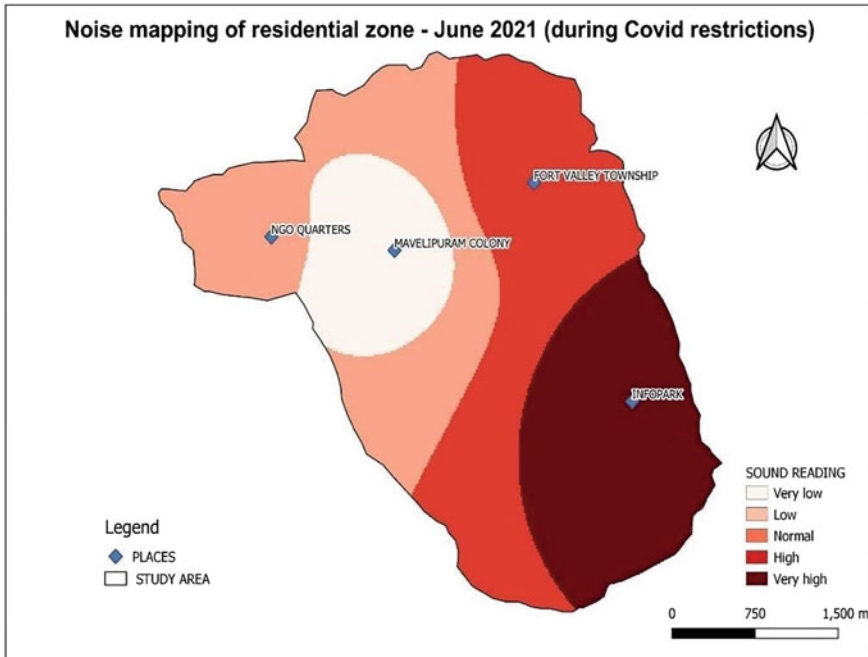 Noise mapping of residential zone - June 2021 (during Covid restrictions)
FORT VALLEY TOWNSHIP
NGO QUARTERS
MAVELIPURAM COLONY
INFOPARK
SOUND READING
Very low
Low
Normal
High
Very high
Legend
PLACES
STUDY AREA
0 750 1,500 m